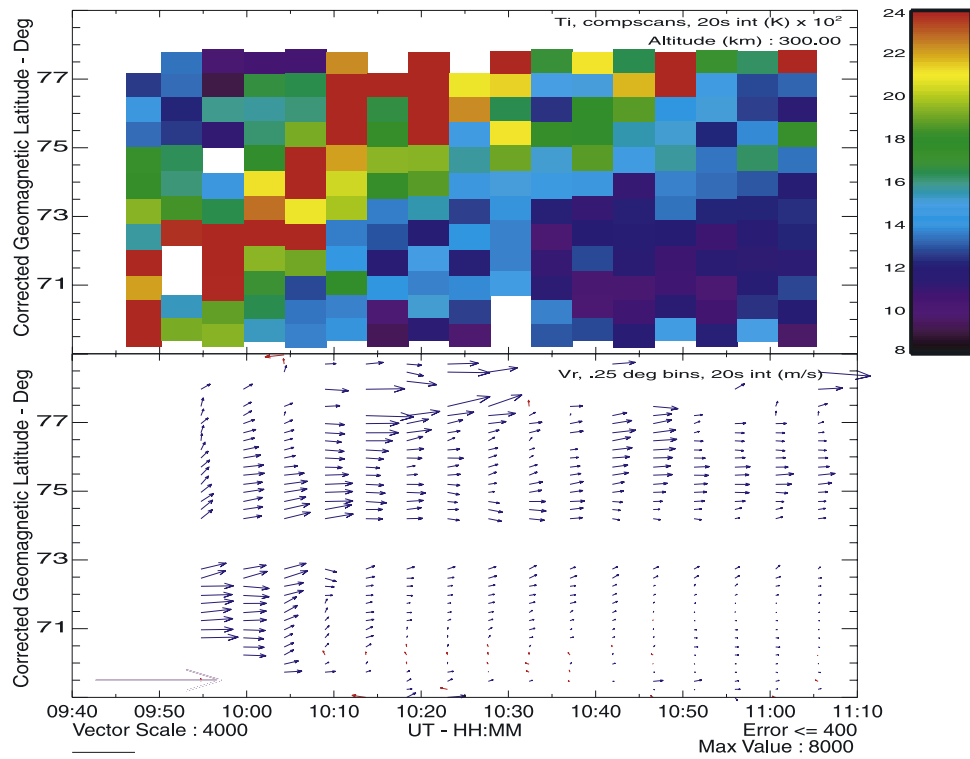 Ti, compscans, 20s int (K) x 10²
Altitude (km) : 300.00
Corrected Geomagnetic Latitude - Deg
77
75
73
71
24
22
20
18
16
14
12
10
8
Vr, .25 deg bins, 20s int (m/s)
Corrected Geomagnetic Latitude - Deg
77
75
73
71
09:40 09:50 10:00 10:10 10:20 10:30 10:40 10:50 11:00 11:10
Vector Scale : 4000 UT - HH:MM Error <= 400
Max Value : 8000